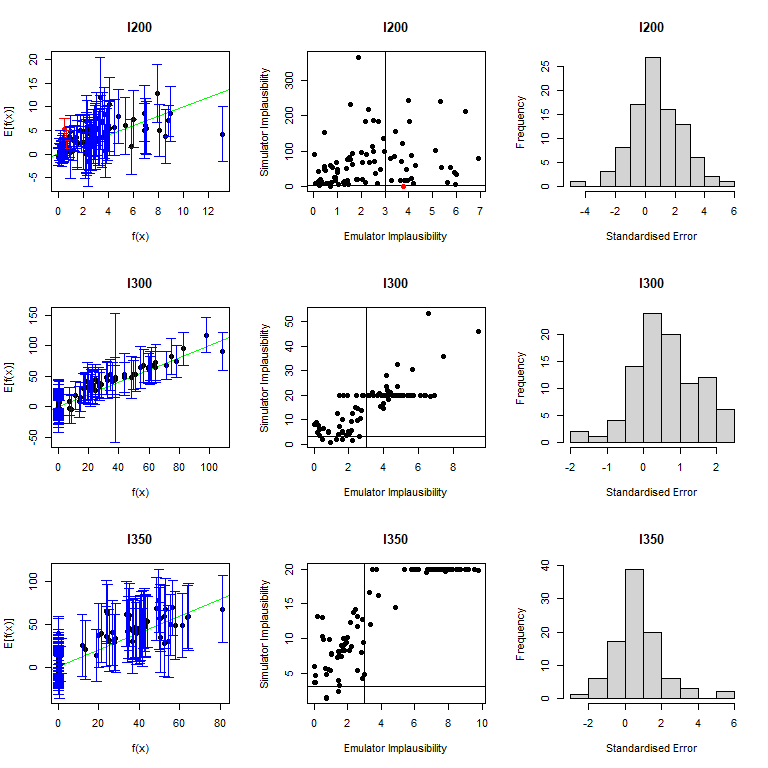 I200
E[f(x)]
-5 0 5 10 15 20
0 2 4 6 8 10 12
f(x)
I200
Simulator Implausibility
0 100 200 300
0 1 2 3 4 5 6 7
Emulator Implausibility
I200
Frequency
0 5 10 15 20 25
-4 -2 0 2 4 6
Standardised Error
I300
E[f(x)]
-50 0 50 100 150
0 20 40 60 80 100
f(x)
I300
Simulator Implausibility
0 10 20 30 40 50
0 2 4 6 8
Emulator Implausibility
I300
Frequency
0 5 10 20
-2 -1 0 1 2
Standardised Error
I350
E[f(x)]
0 50 100
0 20 40 60 80
f(x)
I350
Simulator Implausibility
5 10 15 20
0 2 4 6 8 10
Emulator Implausibility
I350
Frequency
0 10 20 30 40
-2 0 2 4 6
Standardised Error